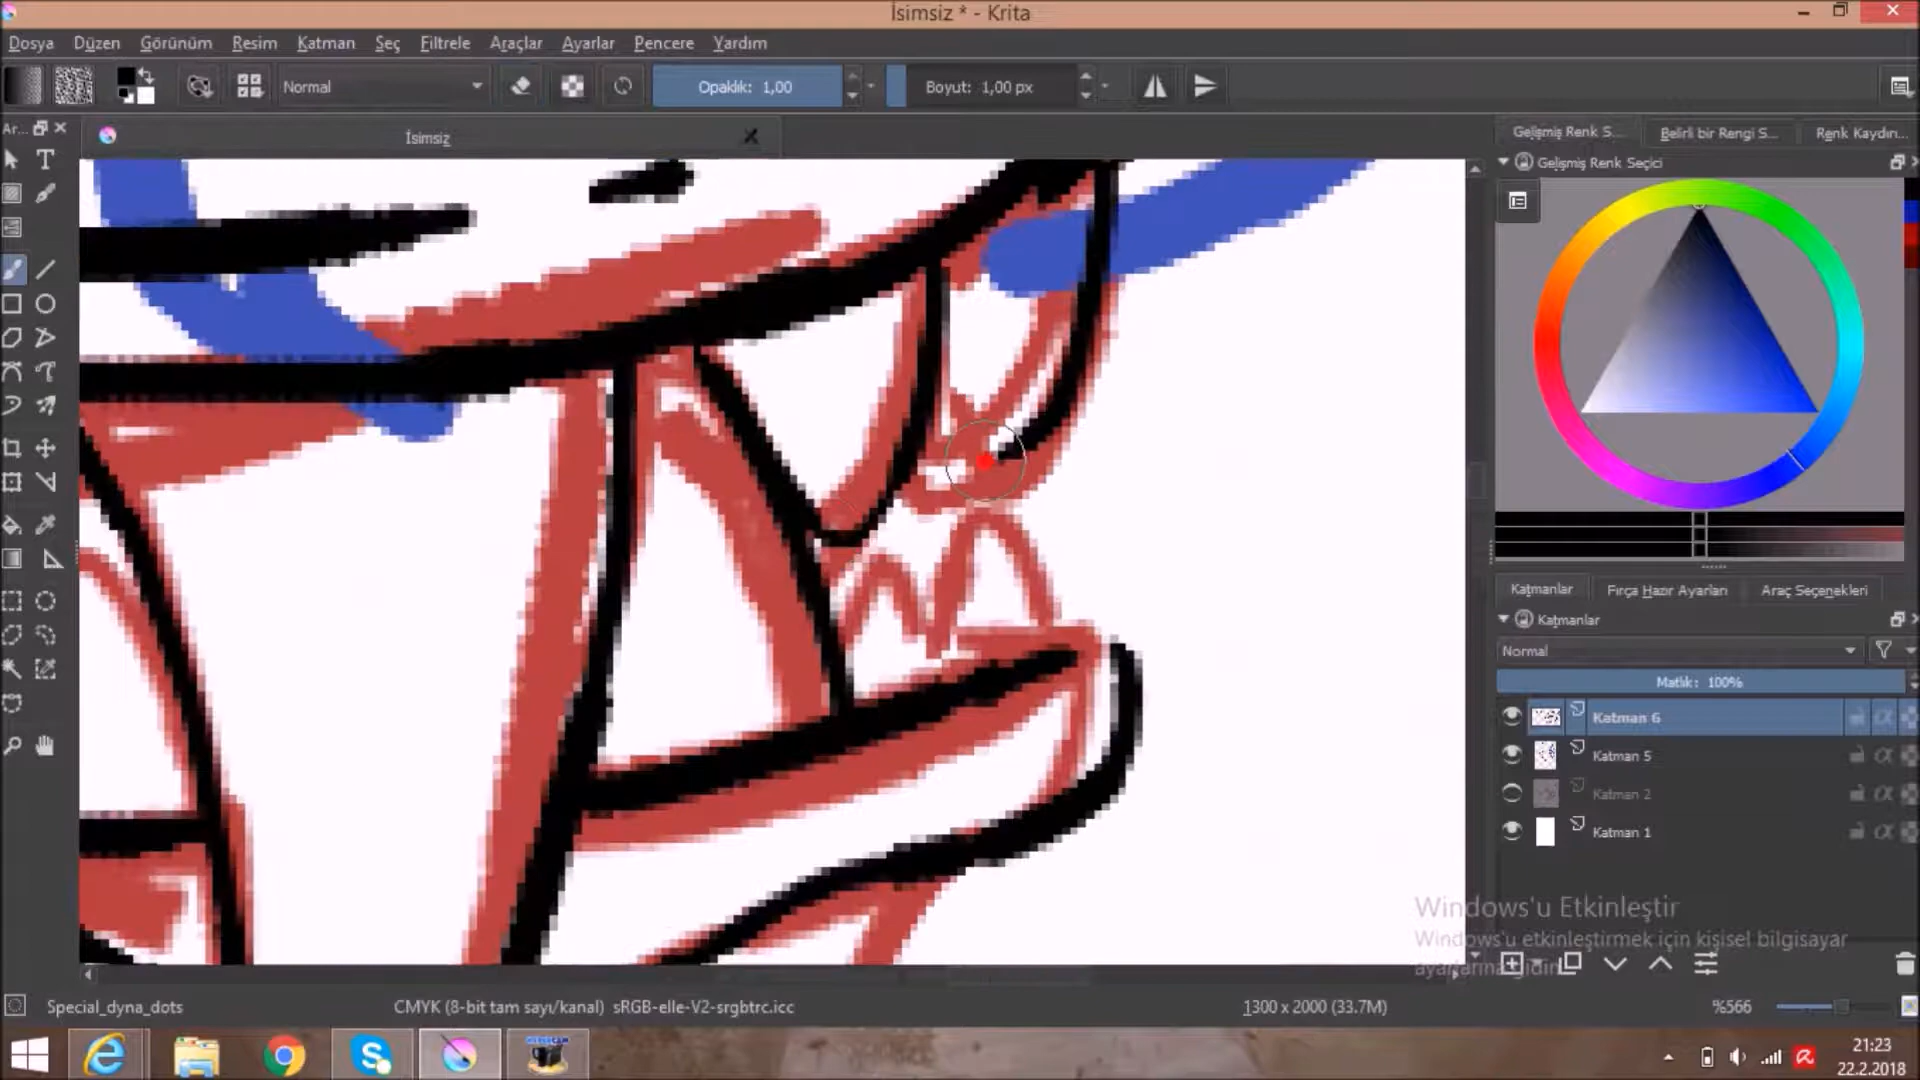 İsimsiz * - Krita
Dosya Düzen Görünüm Resim Katman Seç Filtrele Araçlar Ayarlar Pencere Yardım
Normal Opaklık: 1,00 Boyut: 1,00 px
Ar...
İsimsiz
Gelişmiş Renk S... Belirli bir Rengi S... Renk Kaydırı...
Gelişmiş Renk Seçici
Katmanlar Fırça Hazır Ayarları Araç Seçenekleri
Katmanlar
Normal
Matlık: 100%
Katman 6
Katman 5
Katman 2
Katman 1
Windows'u Etkinleştir
Windows'u etkinleştirmek için kişisel bilgisayar
ayarlarına gidin
Special_dyna_dots CMYK (8-bit tam sayı/kanal) sRGB-elle-V2-srgbtrc.icc 1300 x 2000 (33.7M) %566
21:23
22.2.2018